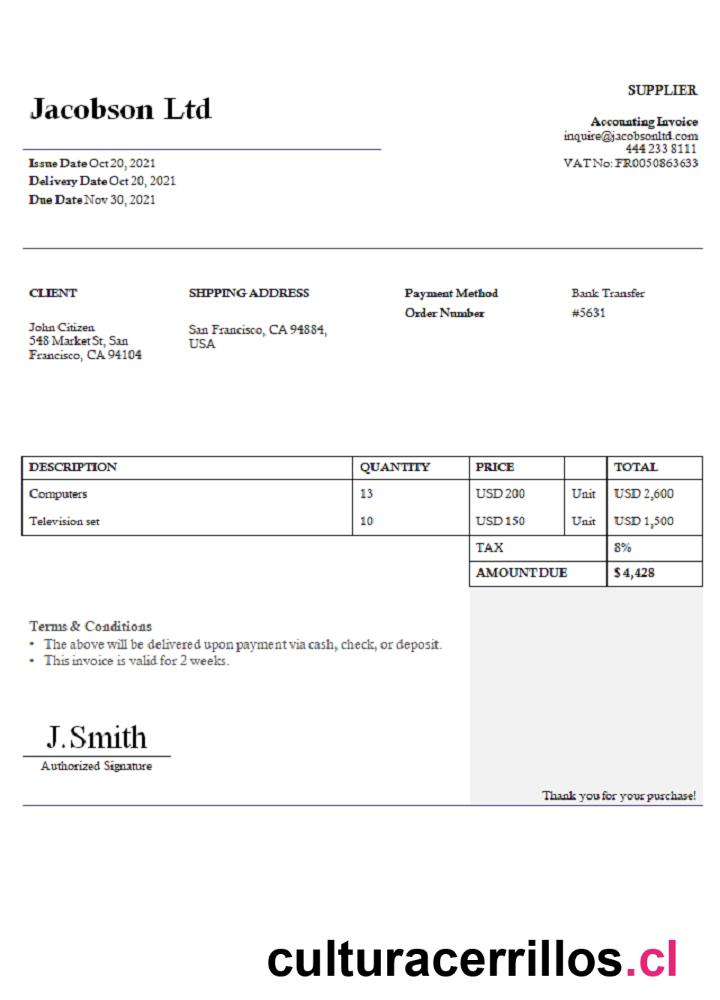 Jacobson Ltd
SUPPLIER
Accounting Invoice
inquire@jacobsonltd.com
444 233 8111
VAT No: FR0050863633
Issue Date Oct 20, 2021
Delivery Date Oct 20, 2021
Due Date Nov 30, 2021
CLIENT
John Citizen
548 Market St, San
Francisco, CA 94104
SHPPING ADDRESS
San Francisco, CA 94884,
USA
Payment Method Bank Transfer
Order Number #5631
DESCRIPTION QUANTITY PRICE TOTAL
Computers 13 USD 200 Unit USD 2,600
Television set 10 USD 150 Unit USD 1,500
TAX 8%
AMOUNT DUE $ 4,428
Terms & Conditions
• The above will be delivered upon payment via cash, check, or deposit.
• This invoice is valid for 2 weeks.
J. Smith
Authorized Signature
Thank you for your purchase!
culturacerrillos.cl